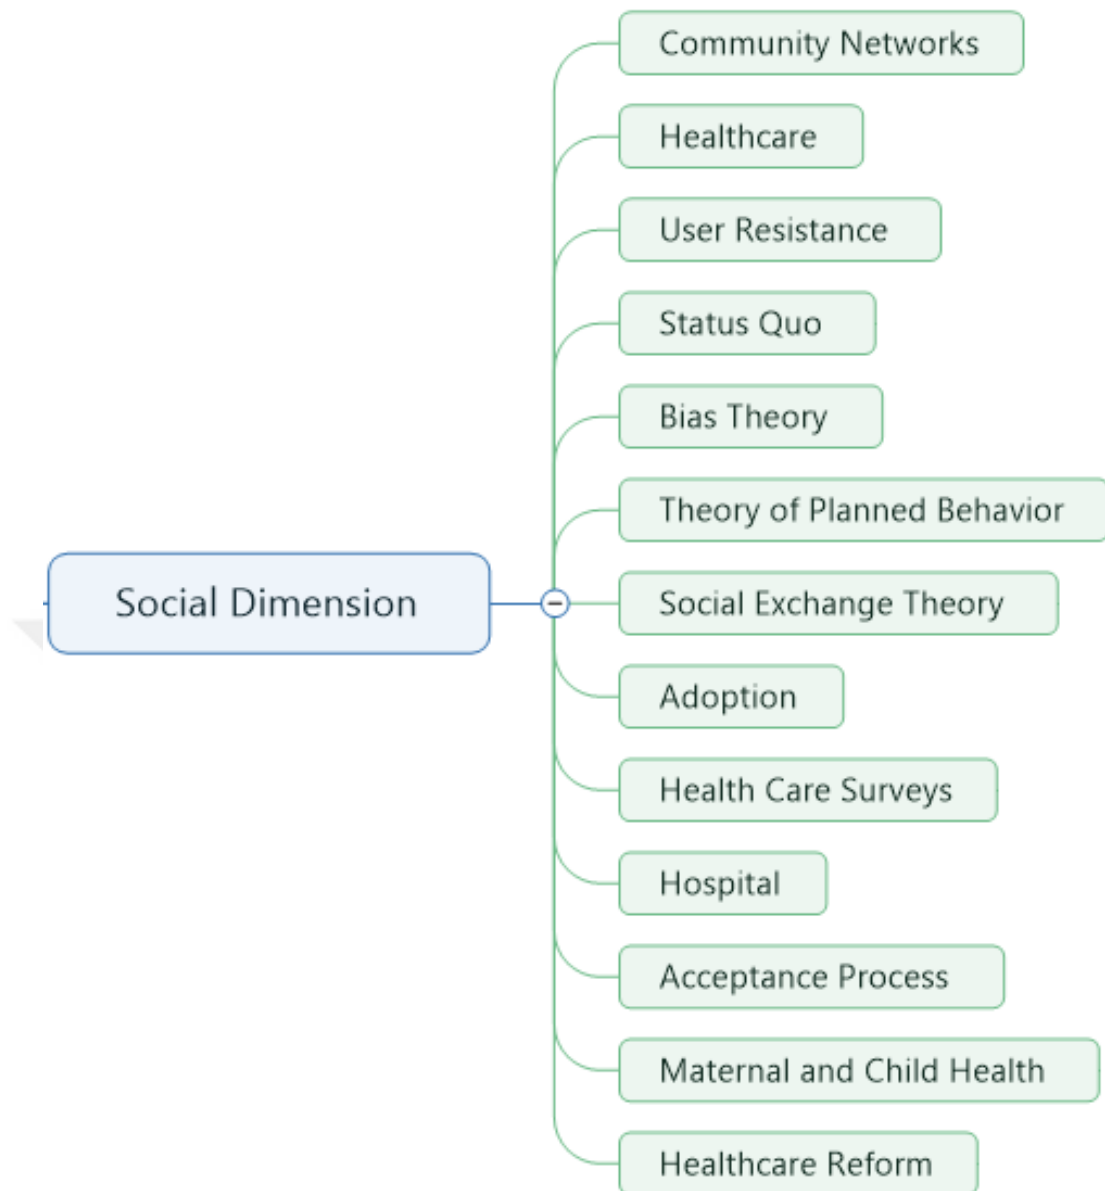 Community Networks
Healthcare
User Resistance
Status Quo
Bias Theory
Theory of Planned Behavior
Social Dimension
Social Exchange Theory
Adoption
Health Care Surveys
Hospital
Acceptance Process
Maternal and Child Health
Healthcare Reform